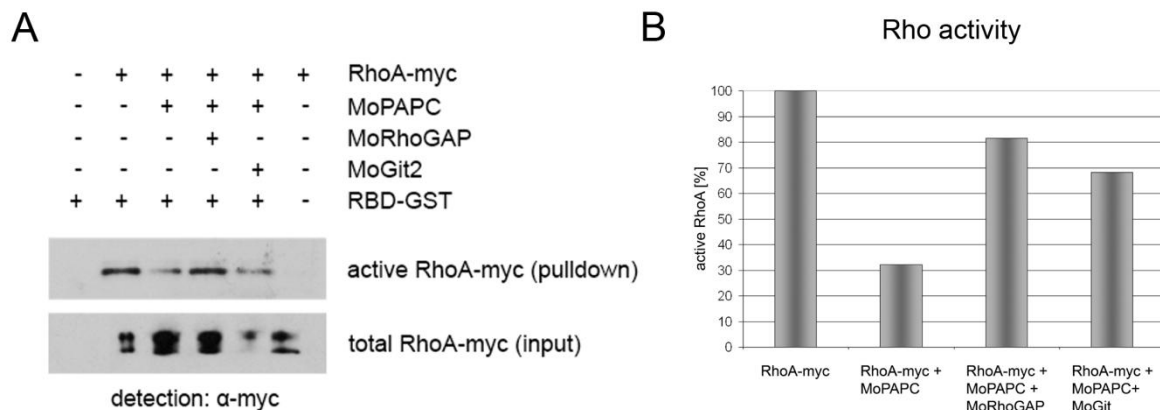 A
- + + + + + RhoA-myc
- - + + + - MoPAPC
- - - + - - MoRhoGAP
- - - - + - MoGit2
+ + + + + - RBD-GST
active RhoA-myc (pulldown)
total RhoA-myc (input)
detection: α-myc
B
Rho activity
active RhoA [%]
100
90
80
70
60
50
40
30
20
10
0
RhoA-myc
RhoA-myc +
MoPAPC
RhoA-myc +
MoPAPC +
MoRhoGAP
RhoA-myc +
MoPAPC+
MoGit